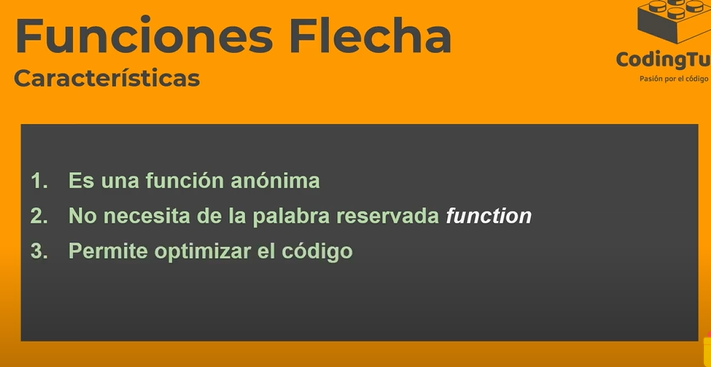 Funciones Flecha
Características
CodingTu
Pasión por el código
1. Es una función anónima
2. No necesita de la palabra reservada function
3. Permite optimizar el código